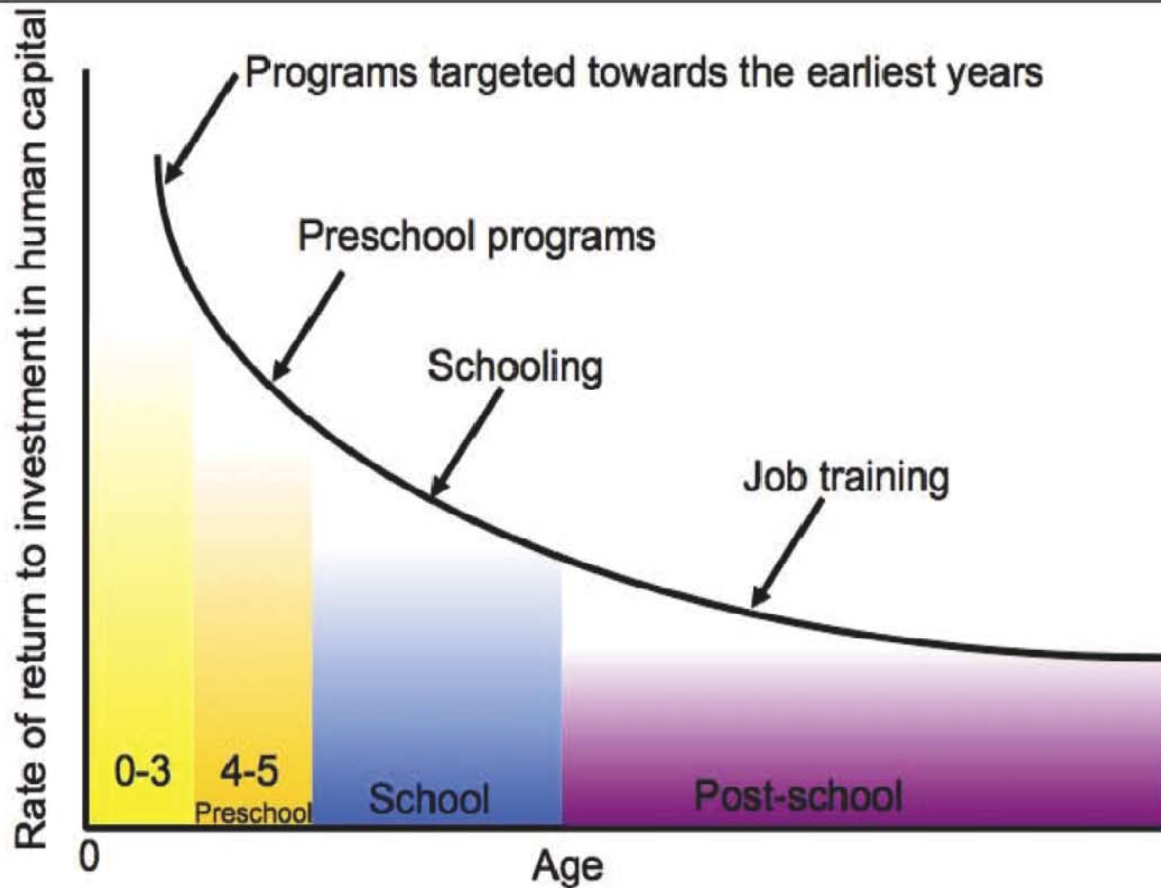 Rate of return to investment in human capital
Programs targeted towards the earliest years
Preschool programs
Schooling
Job training
0-3
4-5
Preschool
School
Post-school
0
Age